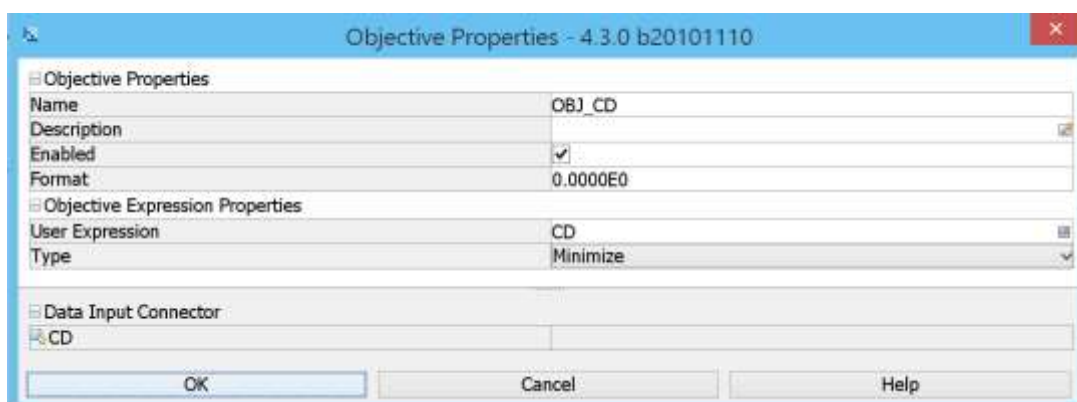 Objective Properties - 4.3.0 b20101110
Objective Properties
Name OBJ_CD
Description
Enabled
Format 0.0000E0
Objective Expression Properties
User Expression CD
Type Minimize
Data Input Connector
CD
OK Cancel Help